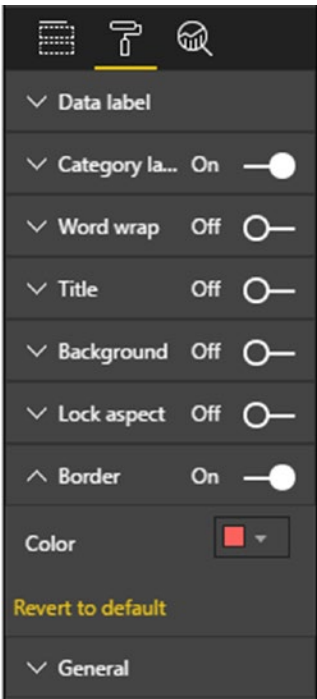 Data label
Category la... On
Word wrap Off
Title Off
Background Off
Lock aspect Off
Border On
Color
Revert to default
General